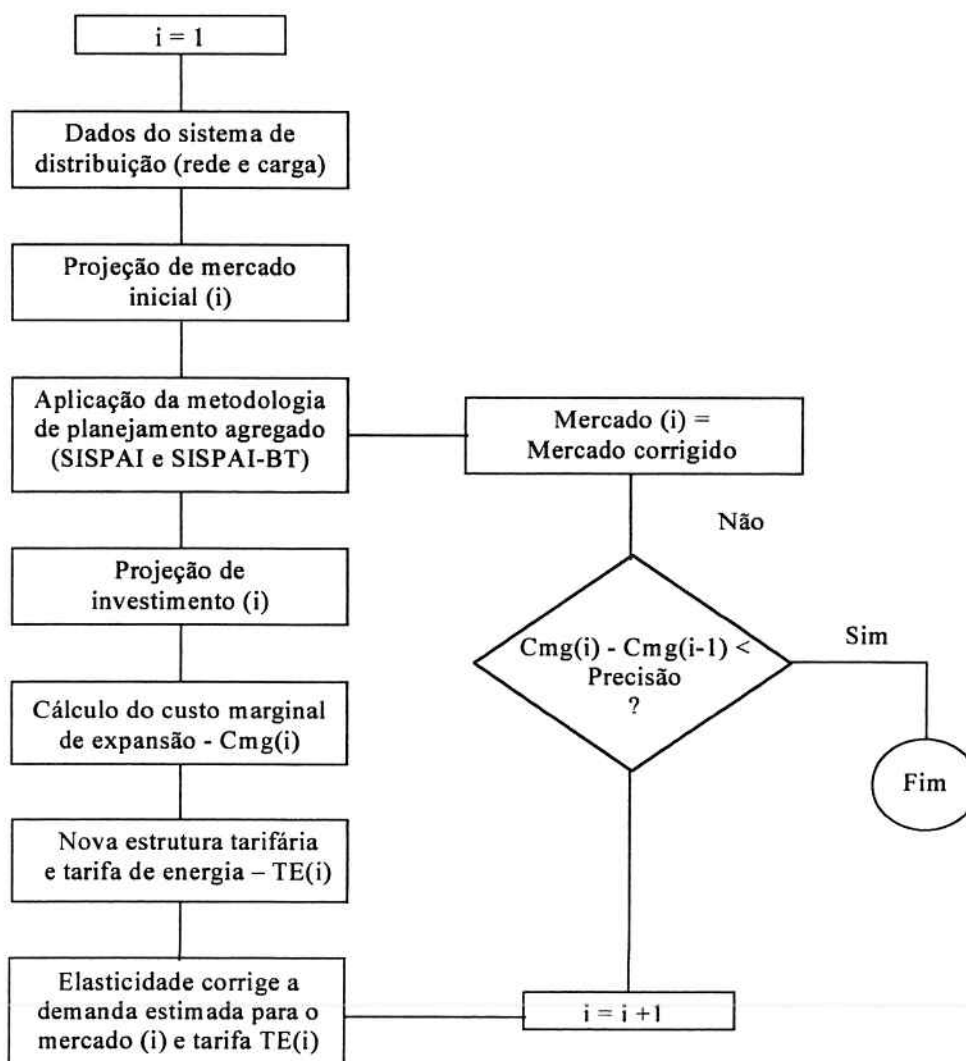 i = 1
Dados do sistema de
distribuição (rede e carga)
Projeção de mercado
inicial (i)
Aplicação da metodologia
de planejamento agregado
(SISPAI e SISPAI-BT)
Projeção de
investimento (i)
Cálculo do custo marginal
de expansão - Cmg(i)
Nova estrutura tarifária
e tarifa de energia – TE(i)
Elasticidade corrige a
demanda estimada para o
mercado (i) e tarifa TE(i)
Mercado (i) =
Mercado corrigido
Não
Cmg(i) - Cmg(i-1) <
Precisão
?
Sim
Fim
i = i +1